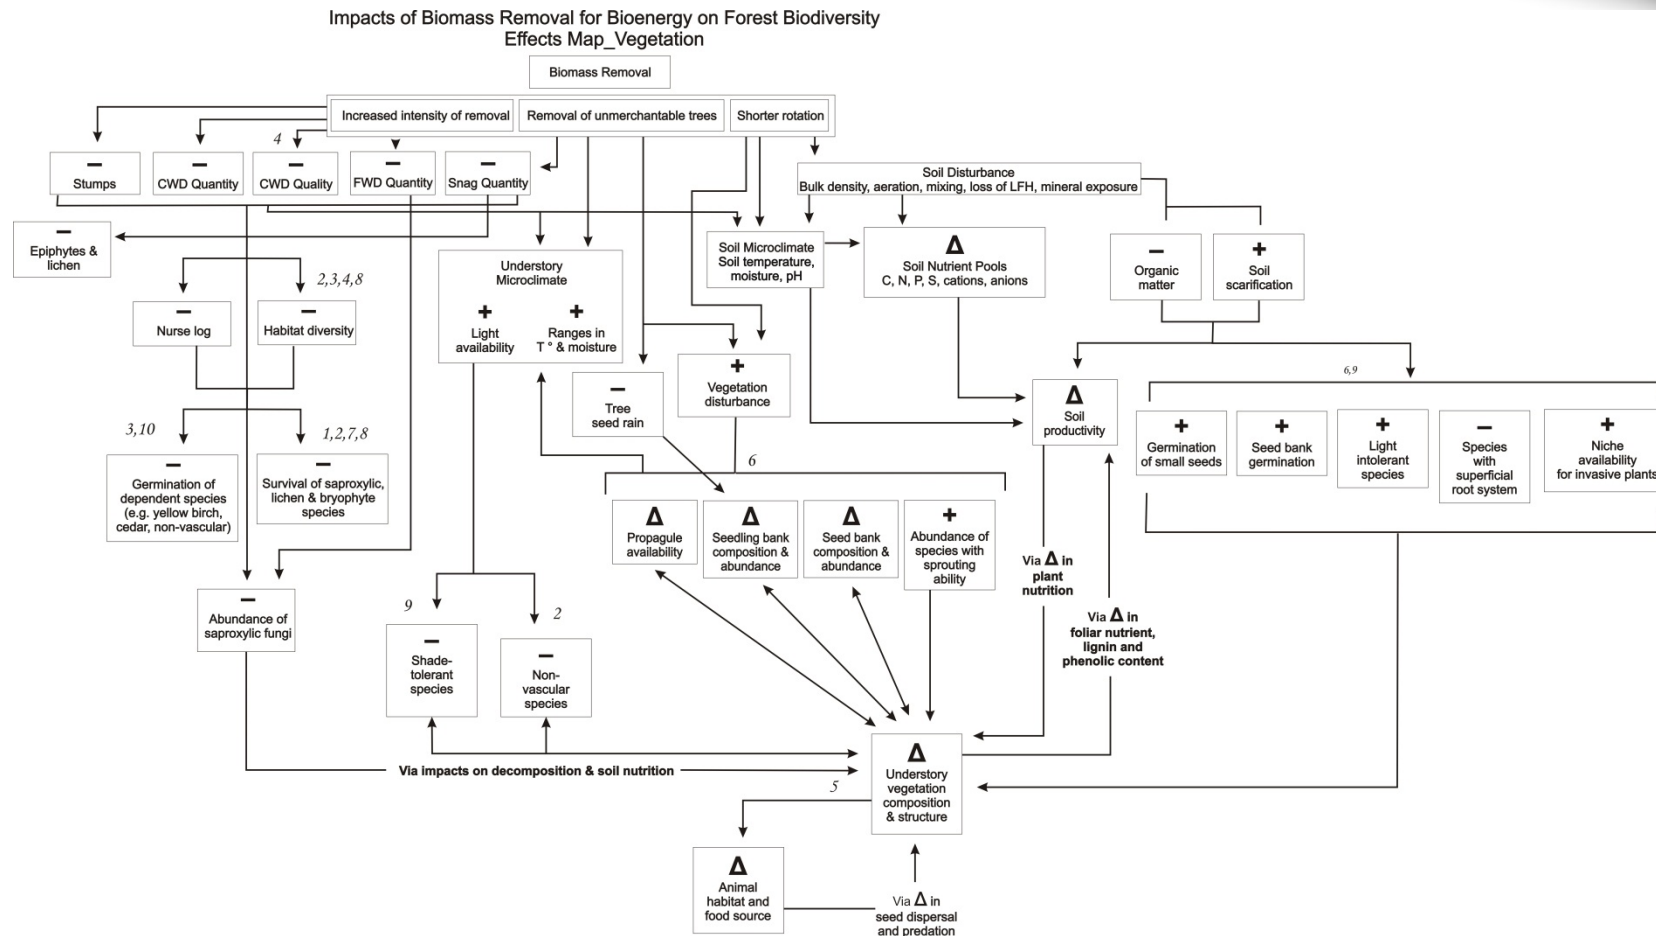 Impacts of Biomass Removal for Bioenergy on Forest Biodiversity
Effects Map_Vegetation
Biomass Removal
Increased intensity of removal
Removal of unmerchantable trees
Shorter rotation
4
–
Stumps
–
CWD Quantity
–
CWD Quality
–
FWD Quantity
–
Snag Quantity
Soil Disturbance
Bulk density, aeration, mixing, loss of LFH, mineral exposure
–
Epiphytes &
lichen
Understory
Microclimate
+
Light
availability
+
Ranges in
T ° & moisture
Soil Microclimate
Soil temperature,
moisture, pH
Δ
Soil Nutrient Pools
C, N, P, S, cations, anions
–
Organic
matter
+
Soil
scarification
2,3,4,8
–
Nurse log
–
Habitat diversity
–
Tree
seed rain
+
Vegetation
disturbance
Δ
Soil
productivity
6,9
+
Germination
of small seeds
+
Seed bank
germination
+
Light
intolerant
species
–
Species
with
superficial
root system
+
Niche
availability
for invasive plants
3,10
1,2,7,8
–
Germination of
dependent species
(e.g. yellow birch,
cedar, non-vascular)
–
Survival of saproxylic,
lichen & bryophyte
species
6
Δ
Propagule
availability
Δ
Seedling bank
composition &
abundance
Δ
Seed bank
composition &
abundance
+
Abundance of
species with
sprouting
ability
Via Δ in
plant
nutrition
Via Δ in
foliar nutrient,
lignin and
phenolic content
–
Abundance of
saproxylic fungi
9
2
–
Shade-
tolerant
species
–
Non-
vascular
species
Via impacts on decomposition & soil nutrition
Δ
Understory
vegetation
composition
& structure
5
Δ
Animal
habitat and
food source
Via Δ in
seed dispersal
and predation